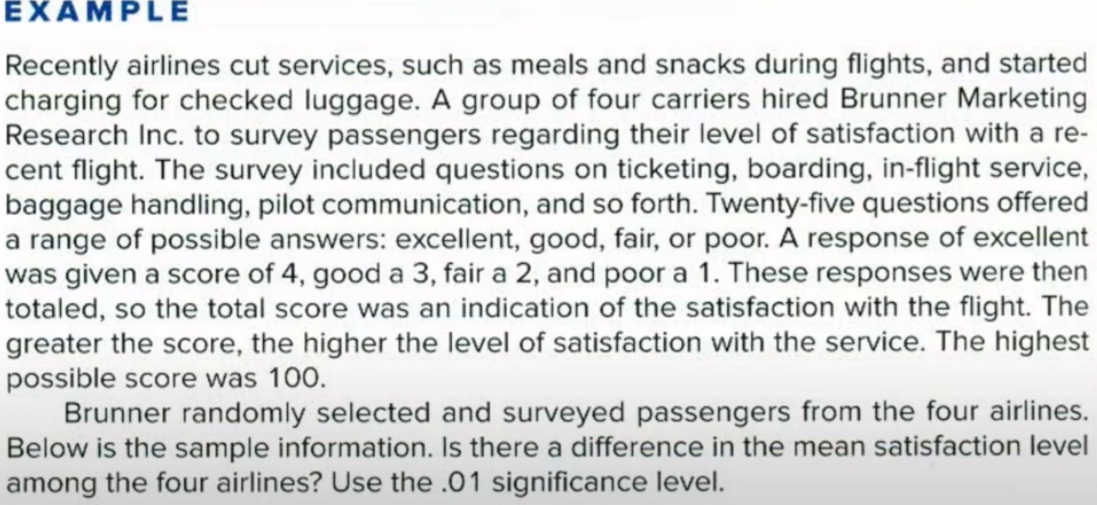 EXAMPLE
Recently airlines cut services, such as meals and snacks during flights, and started
charging for checked luggage. A group of four carriers hired Brunner Marketing
Research Inc. to survey passengers regarding their level of satisfaction with a re-
cent flight. The survey included questions on ticketing, boarding, in-flight service,
baggage handling, pilot communication, and so forth. Twenty-five questions offered
a range of possible answers: excellent, good, fair, or poor. A response of excellent
was given a score of 4, good a 3, fair a 2, and poor a 1. These responses were then
totaled, so the total score was an indication of the satisfaction with the flight. The
greater the score, the higher the level of satisfaction with the service. The highest
possible score was 100.
Brunner randomly selected and surveyed passengers from the four airlines.
Below is the sample information. Is there a difference in the mean satisfaction level
among the four airlines? Use the .01 significance level.